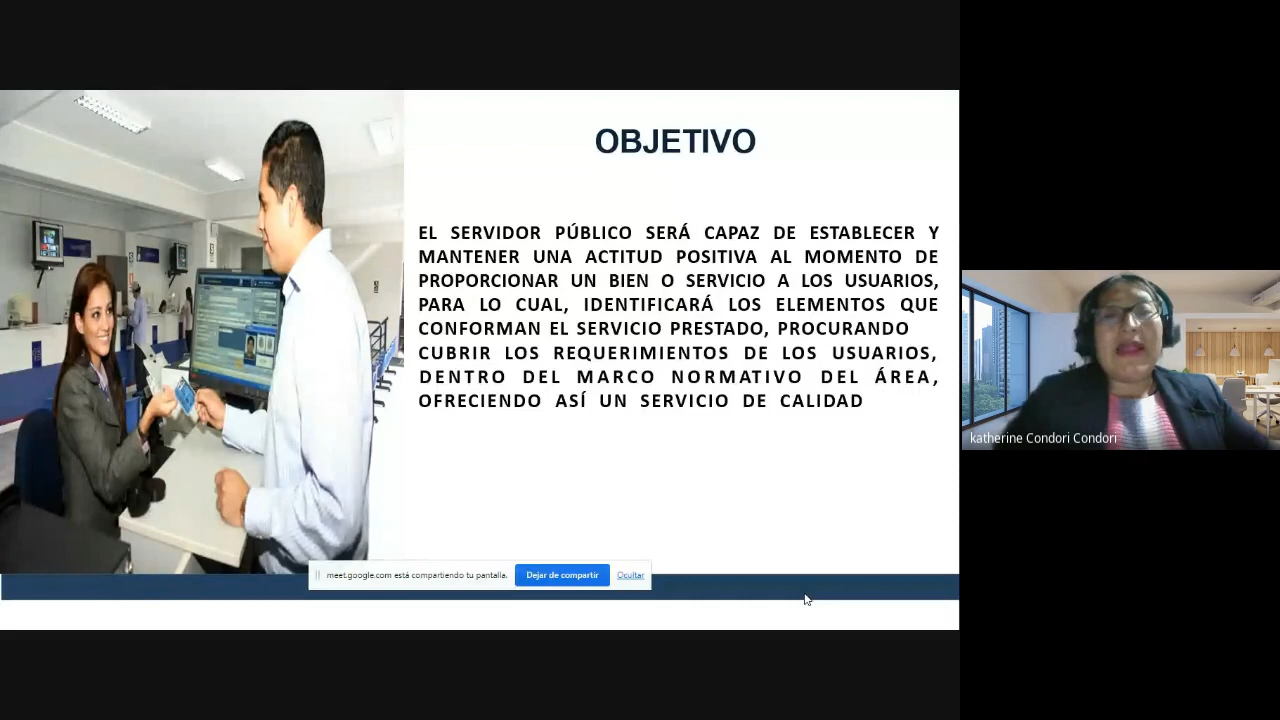 OBJETIVO
EL SERVIDOR PÚBLICO SERÁ CAPAZ DE ESTABLECER Y
MANTENER UNA ACTITUD POSITIVA AL MOMENTO DE
PROPORCIONAR UN BIEN O SERVICIO A LOS USUARIOS,
PARA LO CUAL, IDENTIFICARÁ LOS ELEMENTOS QUE
CONFORMAN EL SERVICIO PRESTADO, PROCURANDO
CUBRIR LOS REQUERIMIENTOS DE LOS USUARIOS,
DENTRO DEL MARCO NORMATIVO DEL ÁREA,
OFRECIENDO ASÍ UN SERVICIO DE CALIDAD
katherine Condori Condori
meet.google.com está compartiendo tu pantalla.
Dejar de compartir
Ocultar